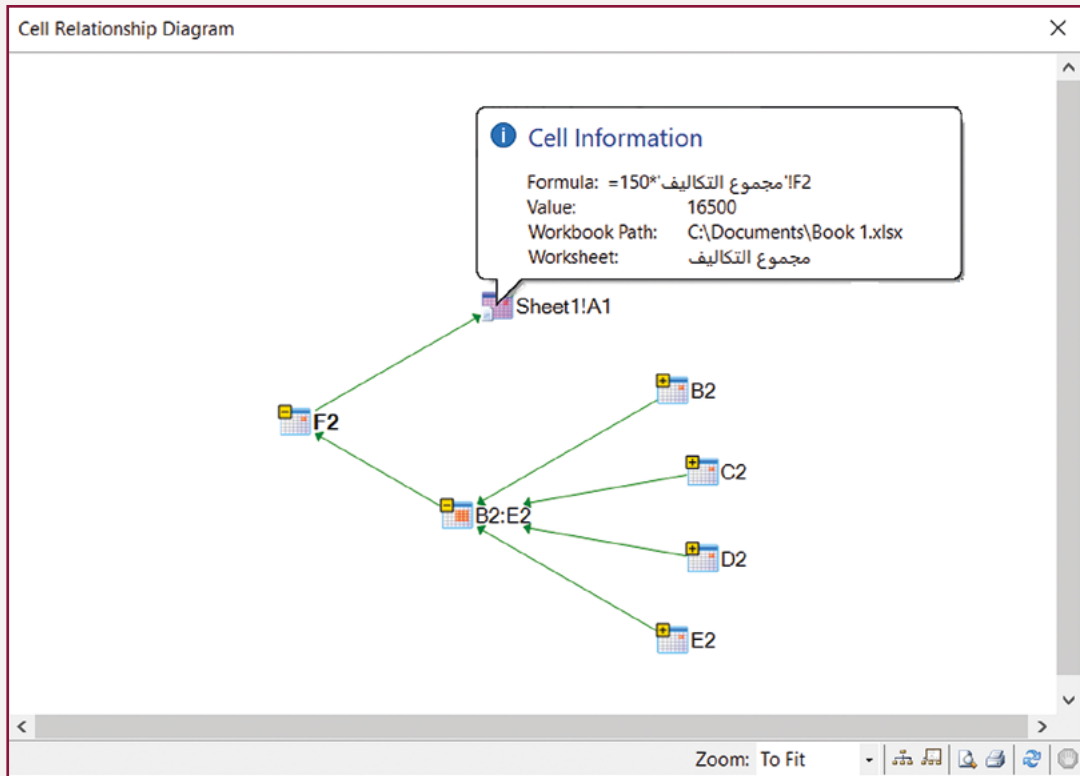 Cell Relationship Diagram
Cell Information
Formula: =150*'مجموع التكاليف'!F2
Value: 16500
Workbook Path: C:\Documents\Book 1.xlsx
Worksheet: مجموع التكاليف
Sheet1!A1
B2
F2
C2
B2:E2
D2
E2
Zoom: To Fit